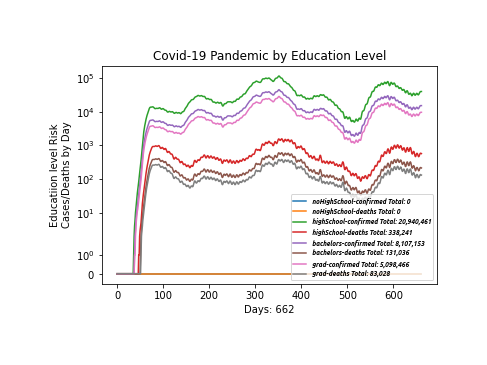 Covid-19 Pandemic by Education Level
Educatiion level Risk
Cases/Deaths by Day
10^5
10^4
10^3
10^2
10^1
10^0
0
noHighSchool-confirmed Total: 0
noHighSchool-deaths Total: 0
highSchool-confirmed Total: 20,940,461
highSchool-deaths Total: 338,241
bachelors-confirmed Total: 8,107,153
bachelors-deaths Total: 131,036
grad-confirmed Total: 5,098,466
grad-deaths Total: 83,028
0 100 200 300 400 500 600
Days: 662